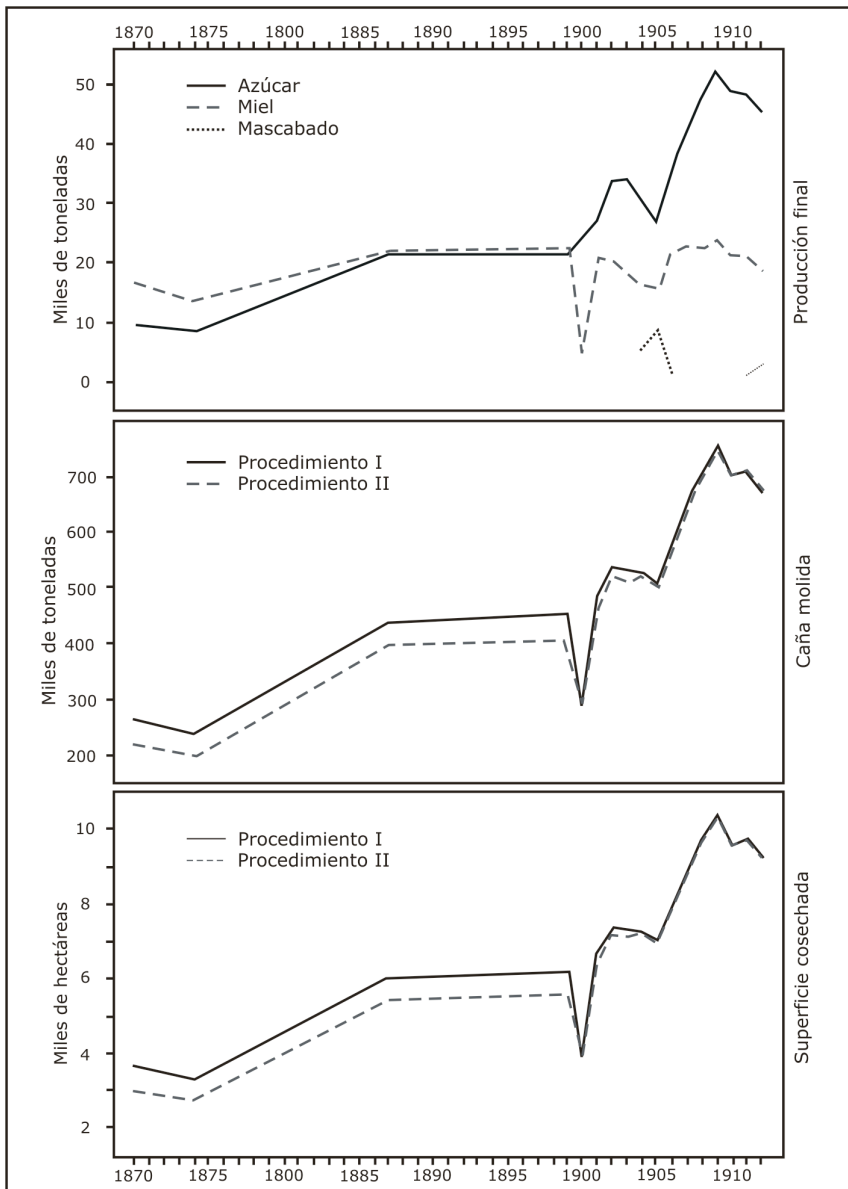 1870 1875 1800 1885 1890 1895 1900 1905 1910
Azúcar
Miel
Mascabado
50
40
30
20
10
0
Miles de toneladas
Producción final
Procedimiento I
Procedimiento II
700
600
500
400
300
200
Miles de toneladas
Caña molida
Procedimiento I
Procedimiento II
10
8
6
4
2
Miles de hectáreas
Superficie cosechada
1870 1875 1800 1885 1890 1895 1900 1905 1910